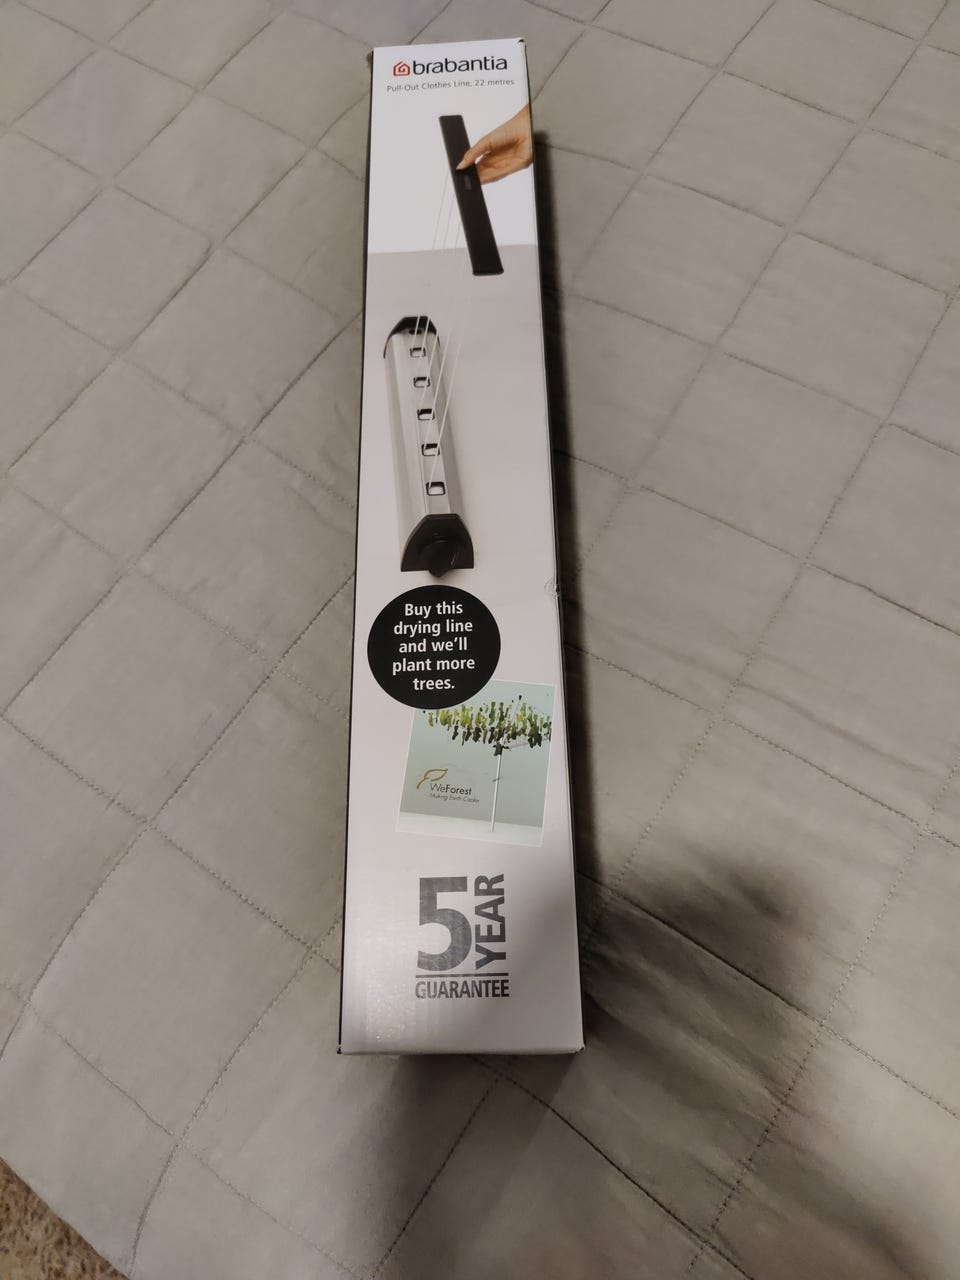 brabantia
Pull-Out Clothes Line, 22 metres
Buy this
drying line
and we'll
plant more
trees.
WeForest
Making Earth Cooler
5
YEAR
GUARANTEE